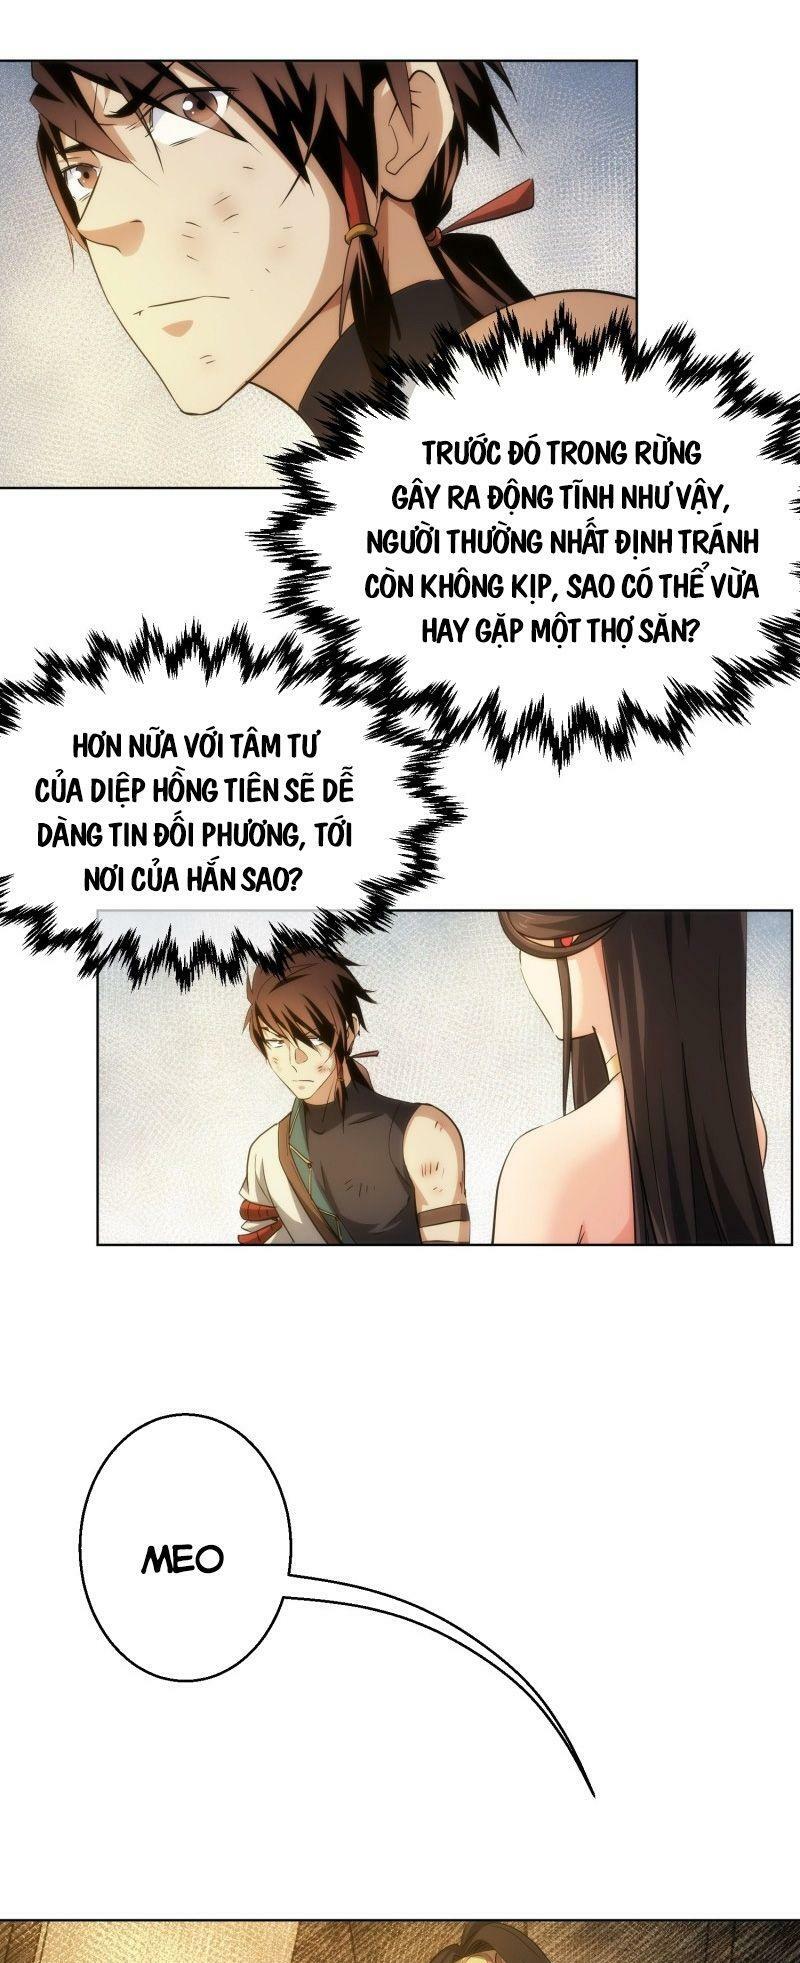 TRƯỚC ĐÓ TRONG RỪNG
GÂY RA ĐỘNG TĨNH NHƯ VẬY,
NGƯỜI THƯỜNG NHẤT ĐỊNH TRÁNH
CÒN KHÔNG KỊP, SAO CÓ THỂ VỪA
HAY GẶP MỘT THỢ SĂN?
HƠN NỮA VỚI TÂM TƯ
CỦA DIỆP HỒNG TIÊN SẼ DỄ
DÀNG TIN ĐỐI PHƯƠNG, TỚI
NƠI CỦA HẮN SAO?
MEO